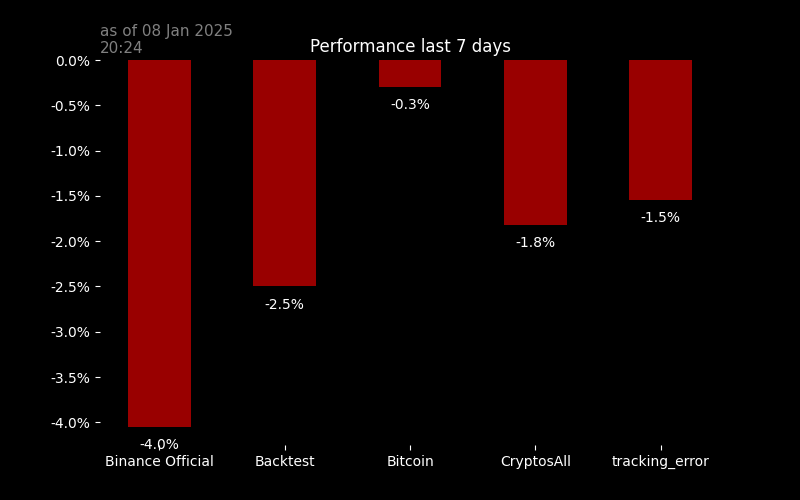 as of 08 Jan 2025
20:24
Performance last 7 days
0.0%
-0.5%
-1.0%
-1.5%
-2.0%
-2.5%
-3.0%
-3.5%
-4.0%
-4.0%
-2.5%
-0.3%
-1.8%
-1.5%
Binance Official
Backtest
Bitcoin
CryptosAll
tracking_error